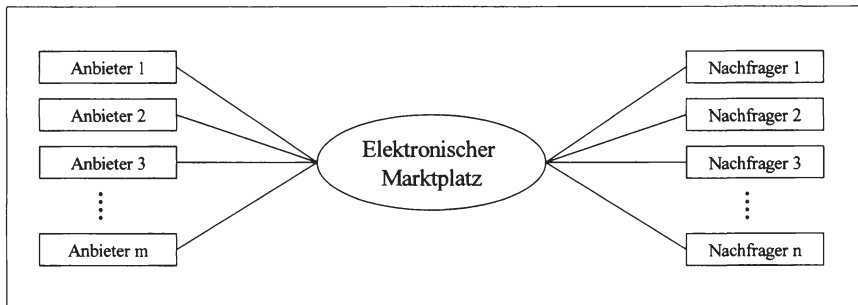 Anbieter 1
Anbieter 2
Anbieter 3
Anbieter m
Elektronischer
Marktplatz
Nachfrager 1
Nachfrager 2
Nachfrager 3
Nachfrager n